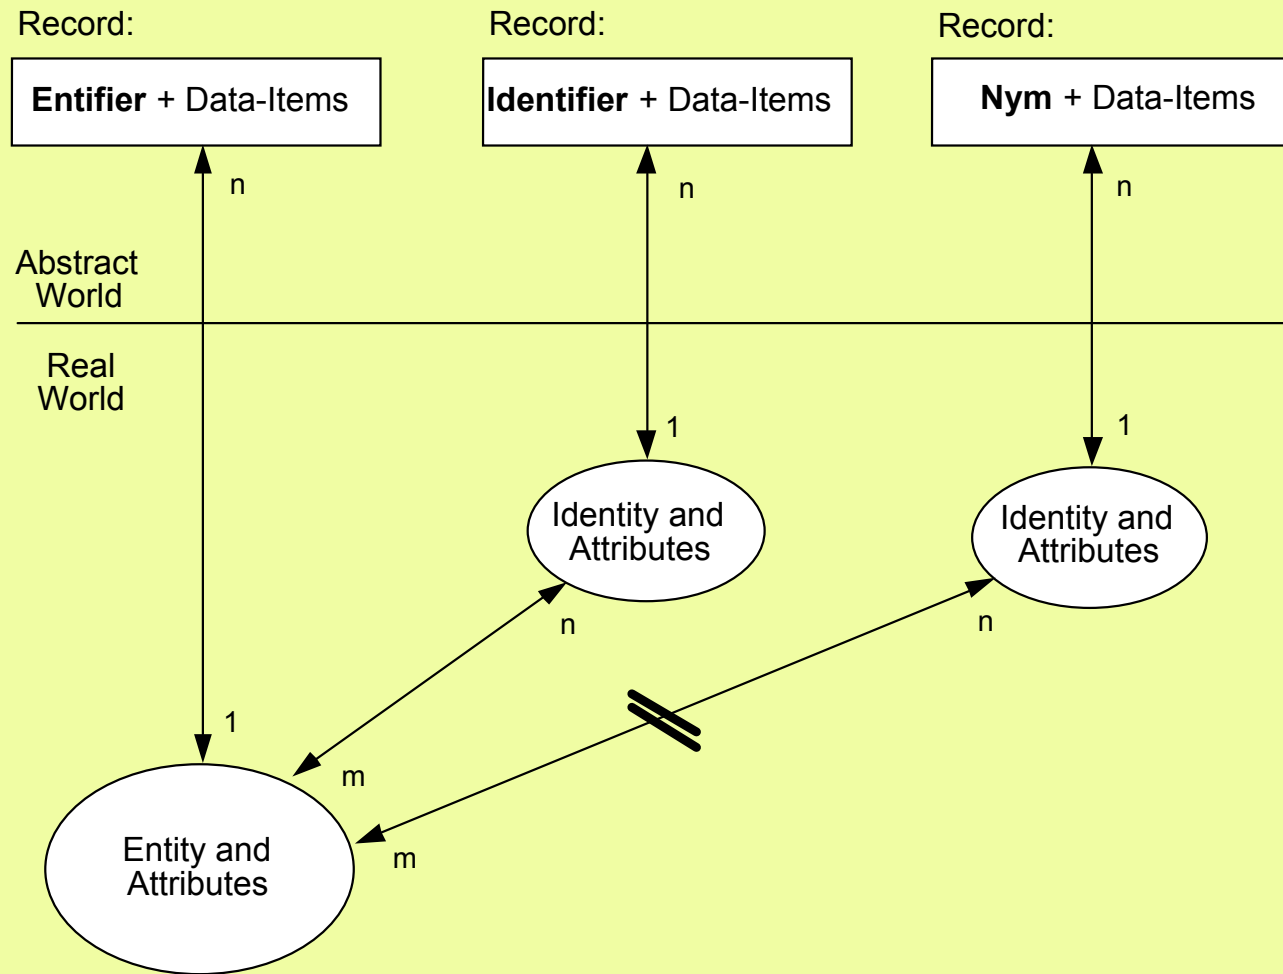 Record:
Record:
Record:
Entifier + Data-Items
Identifier + Data-Items
Nym + Data-Items
n
n
n
Abstract
World
Real
World
1
1
Identity and
Attributes
Identity and
Attributes
n
n
1
m
m
Entity and
Attributes